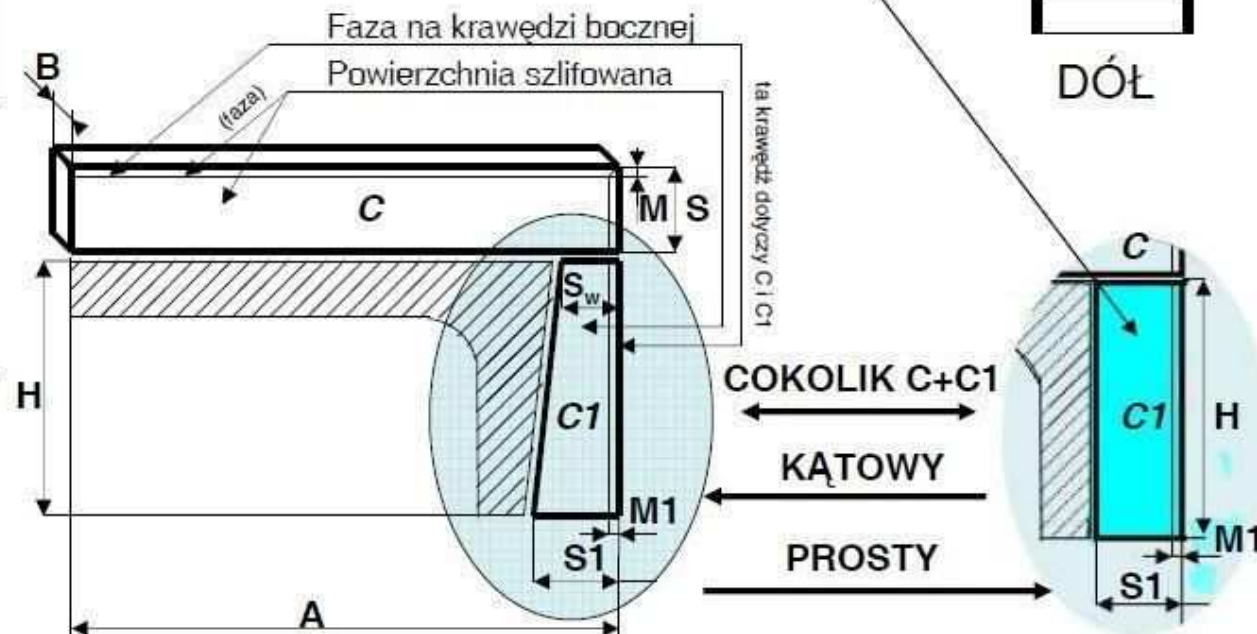 Faza na krawędzi bocznej
B
Powierzchnia szlifowana
DÓŁ
(faza)
ta krawędź dotyczy C i C1
C
M
S
C
Sw
H
COKOLIK C+C1
C1
C1
H
KĄTOWY
M1
M1
PROSTY
S1
S1
A